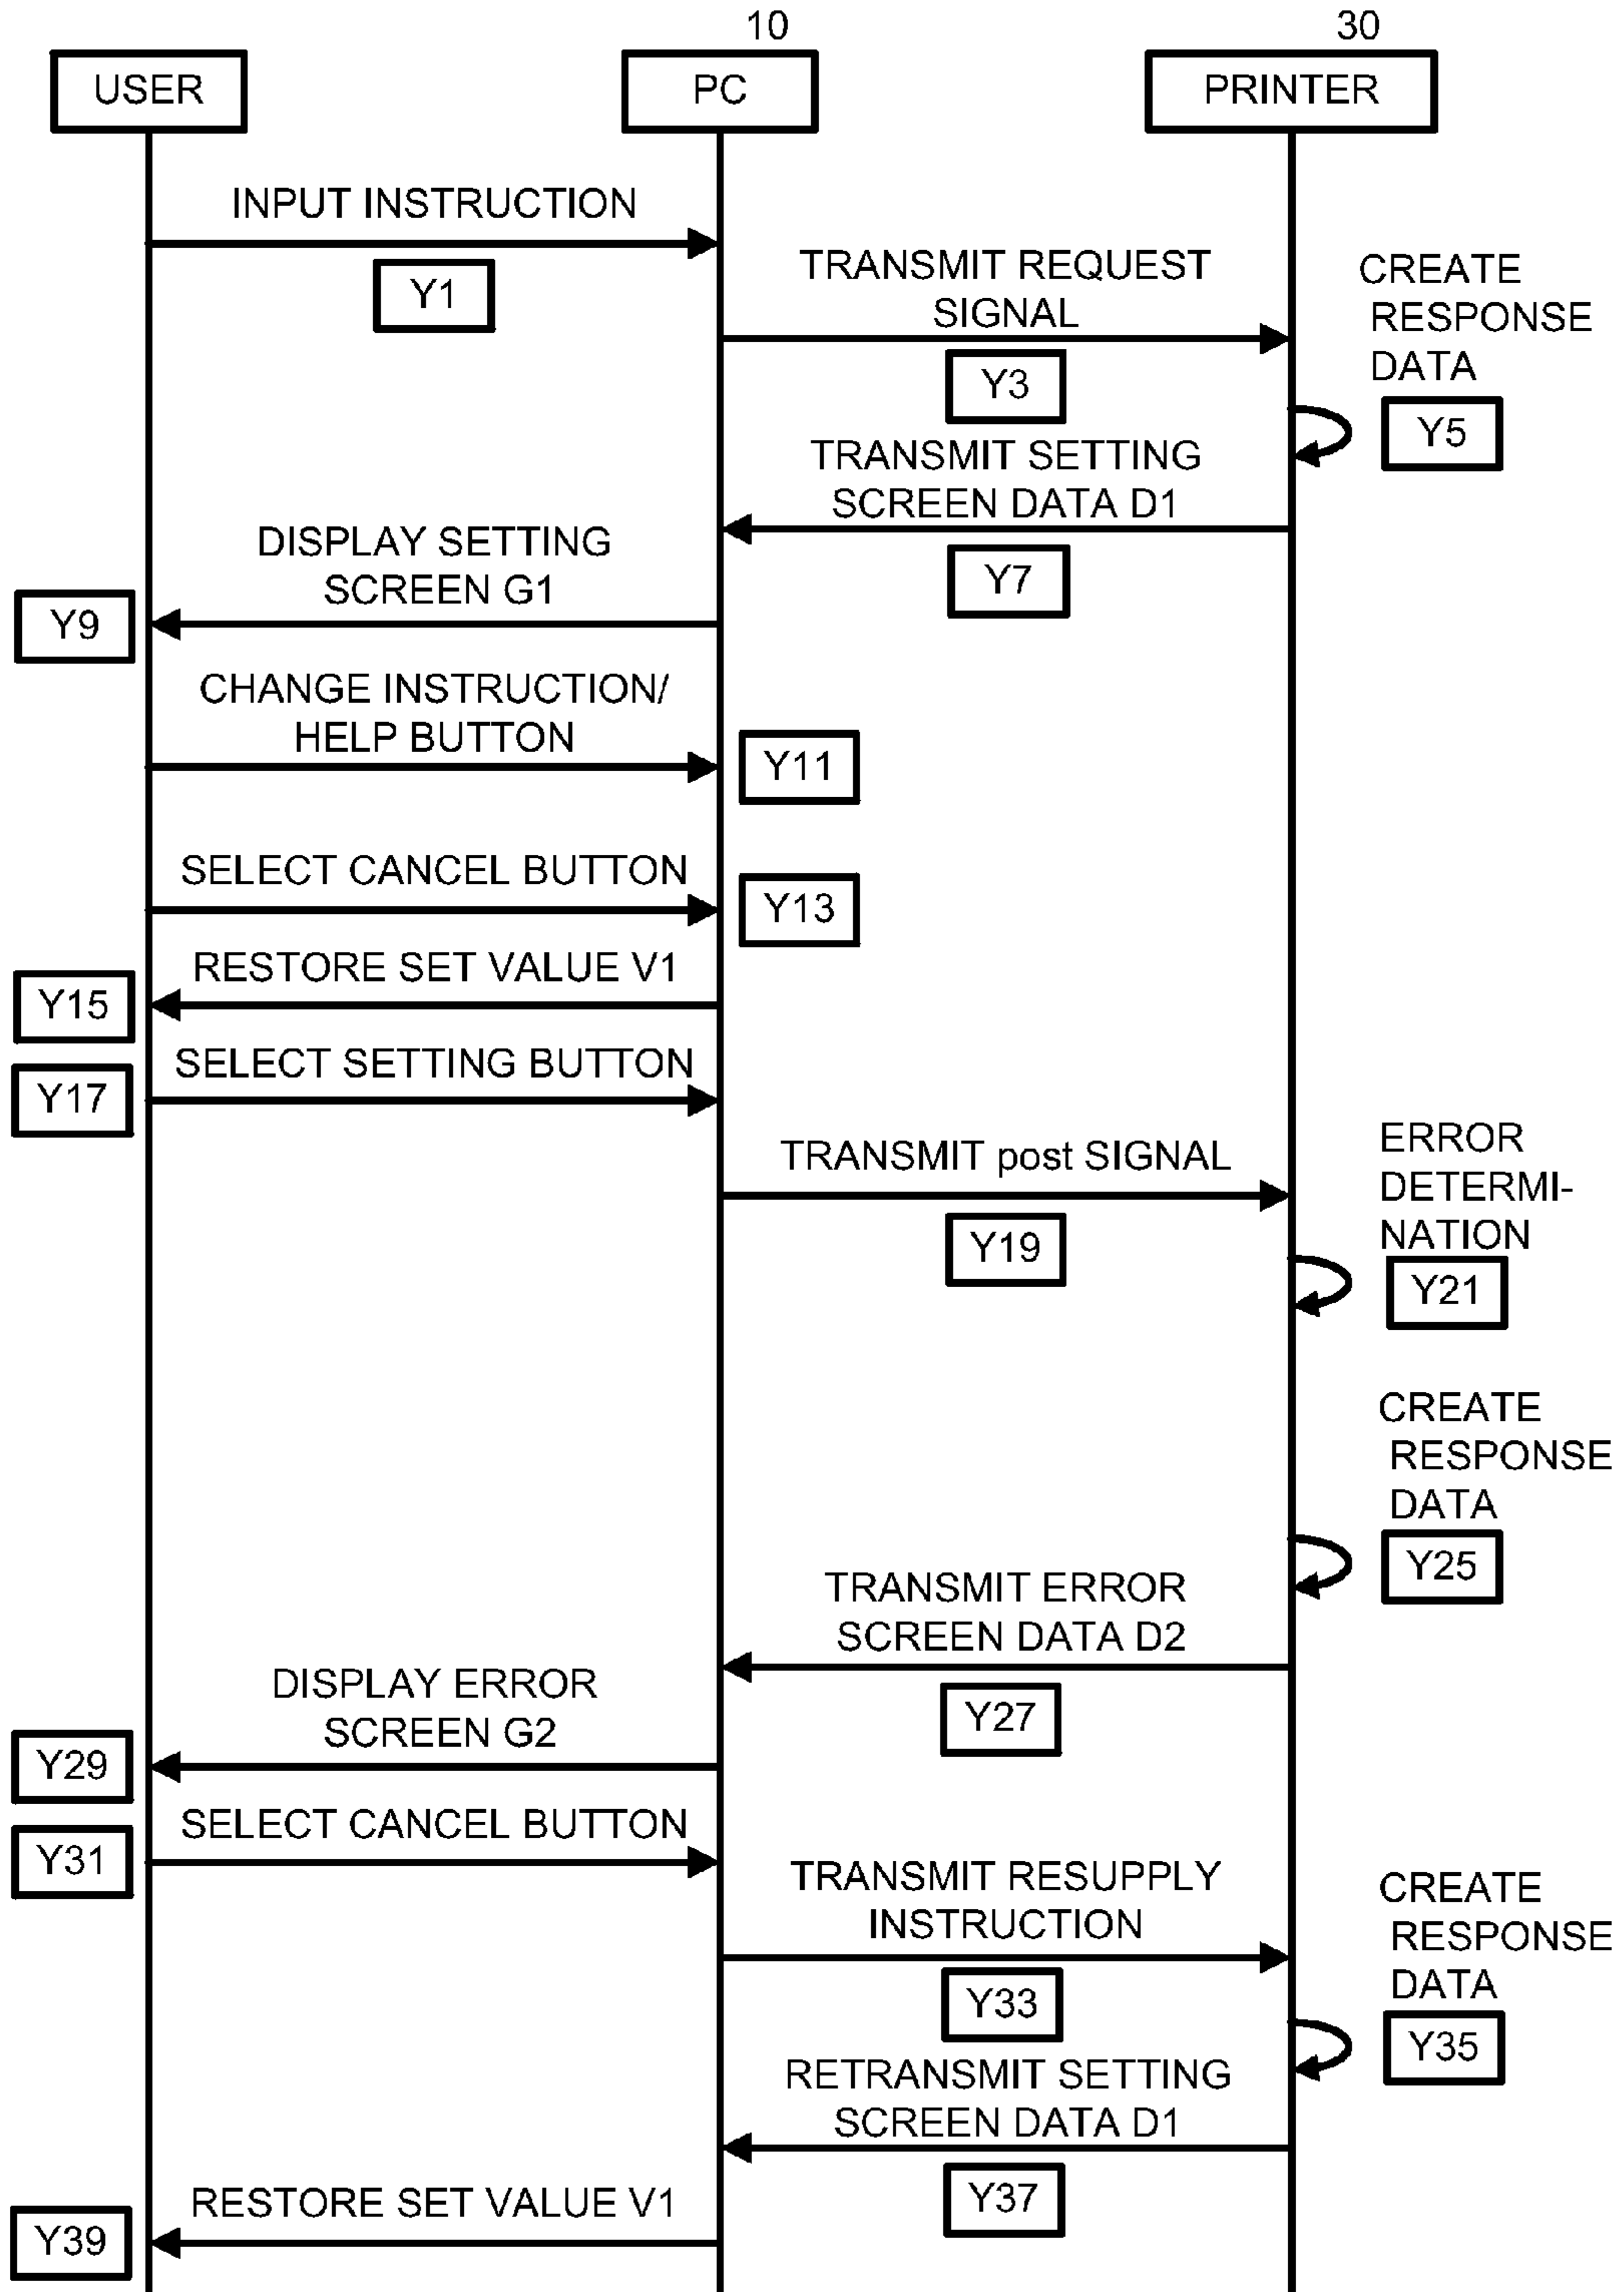 10
30
USER
PC
PRINTER
INPUT INSTRUCTION
Y1
TRANSMIT REQUEST
SIGNAL
Y3
CREATE
RESPONSE
DATA
Y5
TRANSMIT SETTING
SCREEN DATA D1
Y7
DISPLAY SETTING
SCREEN G1
Y9
CHANGE INSTRUCTION/
HELP BUTTON
Y11
SELECT CANCEL BUTTON
Y13
RESTORE SET VALUE V1
Y15
SELECT SETTING BUTTON
Y17
TRANSMIT post SIGNAL
Y19
ERROR
DETERMI-
NATION
Y21
CREATE
RESPONSE
DATA
Y25
TRANSMIT ERROR
SCREEN DATA D2
Y27
DISPLAY ERROR
SCREEN G2
Y29
SELECT CANCEL BUTTON
Y31
TRANSMIT RESUPPLY
INSTRUCTION
Y33
CREATE
RESPONSE
DATA
Y35
RETRANSMIT SETTING
SCREEN DATA D1
Y37
RESTORE SET VALUE V1
Y39